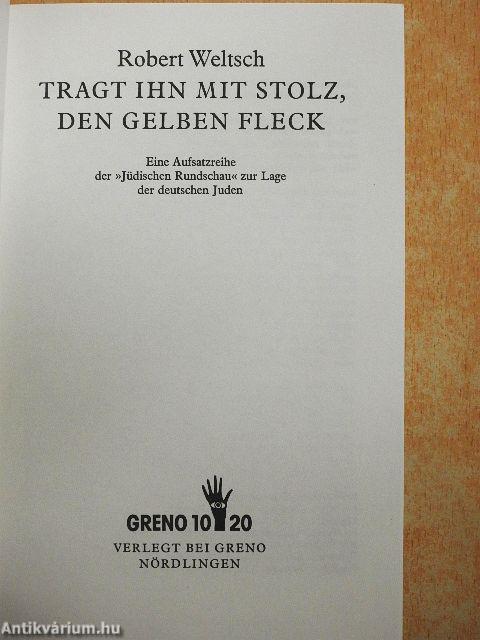 Robert Weltsch
TRAGT IHN MIT STOLZ,
DEN GELBEN FLECK
Eine Aufsatzreihe
der »Jüdischen Rundschau« zur Lage
der deutschen Juden
GRENO 10 20
VERLEGT BEI GRENO
NÖRDLINGEN
Antikvárium.hu